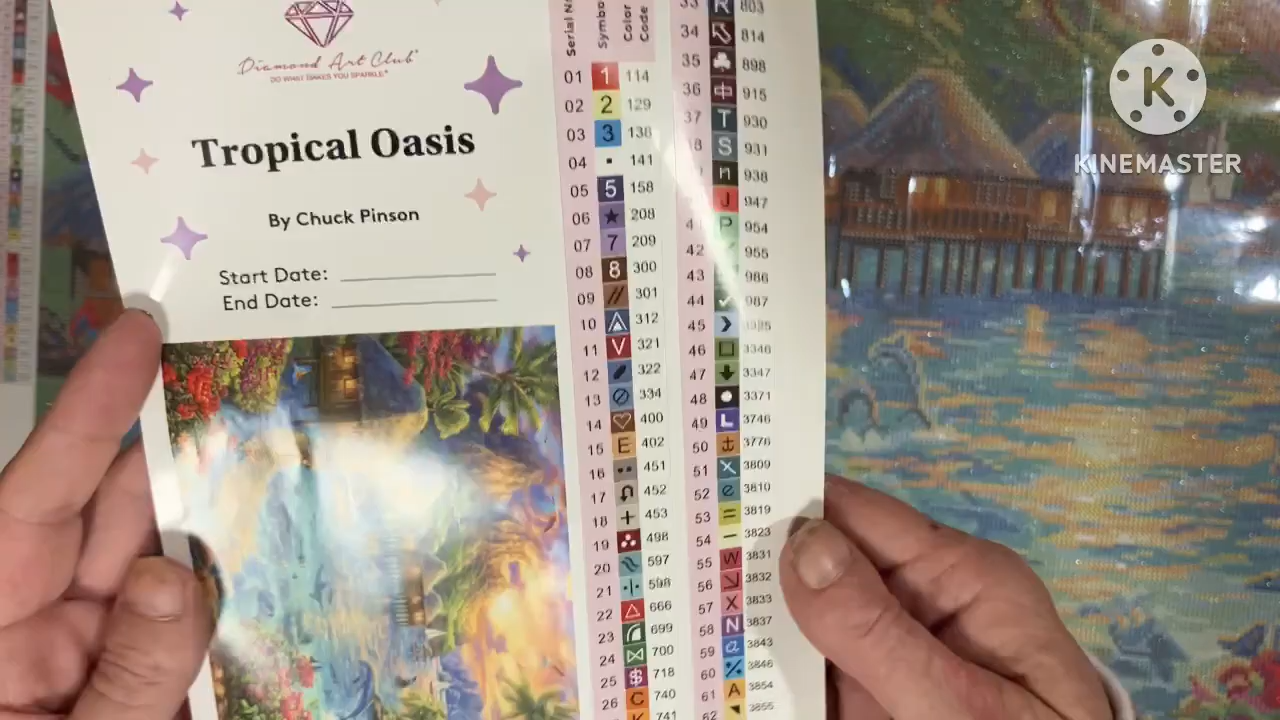 Diamond Art Club
DO WHAT MAKES YOU SPARKLE
Tropical Oasis
By Chuck Pinson
Start Date:
End Date:
Color
Code
01 1 114
02 2 129
03 3 138
04 141
05 5 158
06 ★ 208
07 7 209
08 8 300
09 // 301
10 312
11 V 321
12 322
13 334
14 ♡ 400
15 E 402
16 451
17 452
18 + 453
19 498
20 597
21 598
22 △ 666
23 699
24 700
25 $ 718
26 C 740
741
33 R 803
34 814
35 ♣ 898
36 915
37 T 930
S 931
n 938
J 947
P 954
42 955
43 986
44 ✓ 987
45
46 □ 3346
47 3347
48 ● 3371
49 L 3746
50 ⚓ 3776
51 X 3809
52 e 3810
53 = 3819
54 – 3823
55 W 3831
56 3832
57 X 3833
58 N 3837
59 a 3843
60 3846
61 A 3854
62 3855
K
KINEMASTER